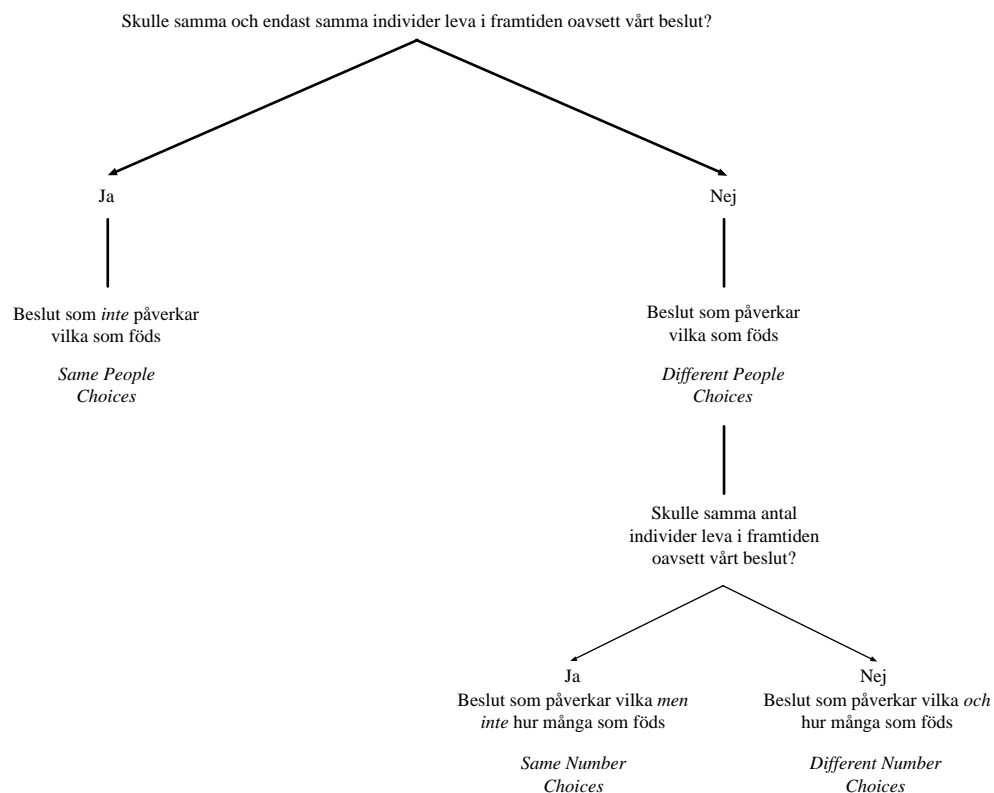 Skulle samma och endast samma individer leva i framtiden oavsett vårt beslut?
Ja
Nej
Beslut som inte påverkar
vilka som föds
Same People
Choices
Beslut som påverkar
vilka som föds
Different People
Choices
Skulle samma antal
individer leva i framtiden
oavsett vårt beslut?
Ja
Beslut som påverkar vilka men
inte hur många som föds
Same Number
Choices
Nej
Beslut som påverkar vilka och
hur många som föds
Different Number
Choices